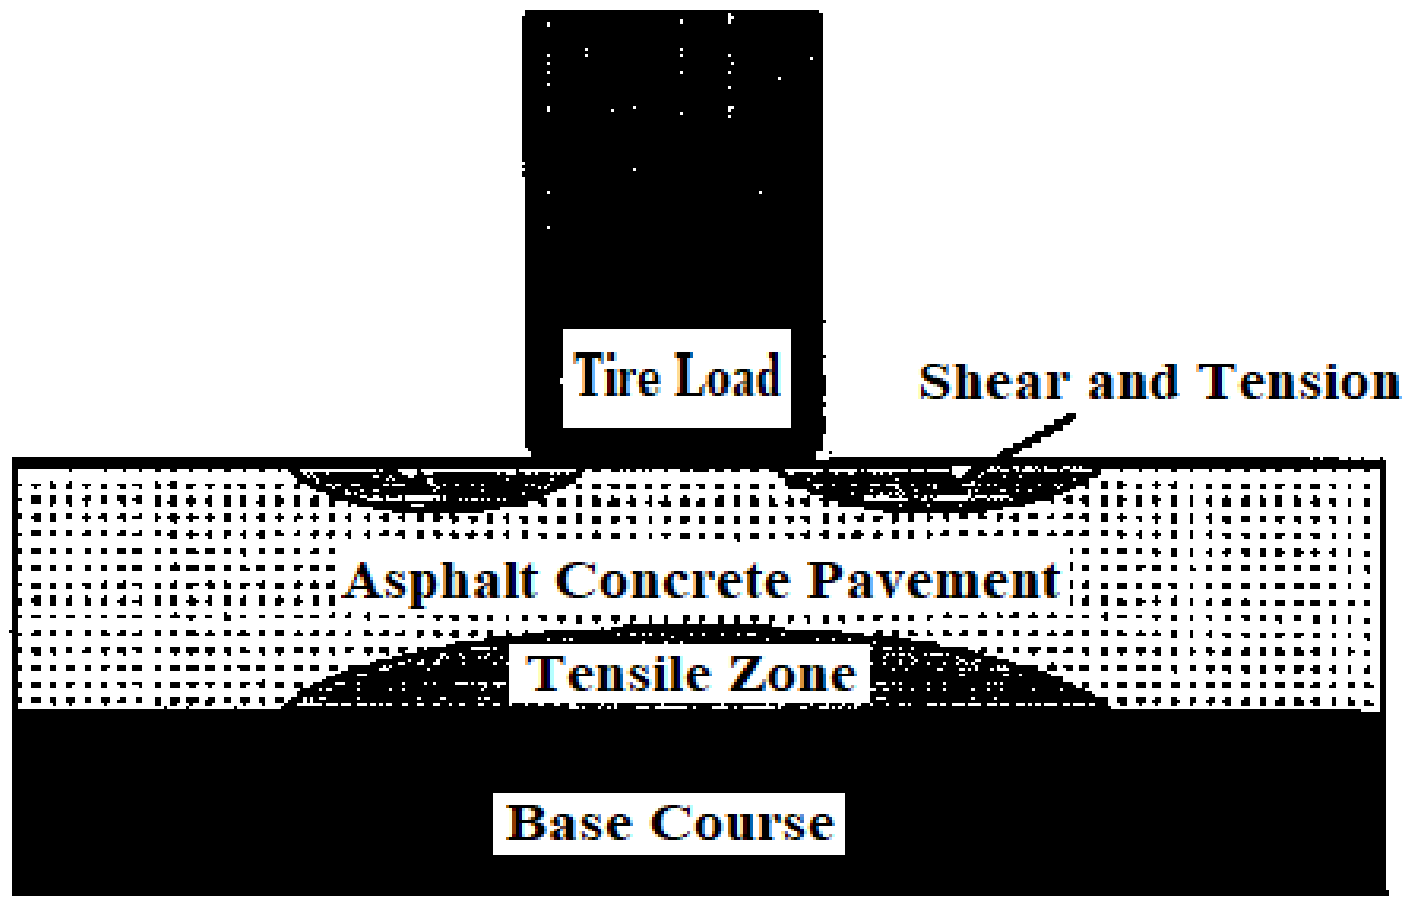 Tire Load
Shear and Tension
Asphalt Concrete Pavement
Tensile Zone
Base Course